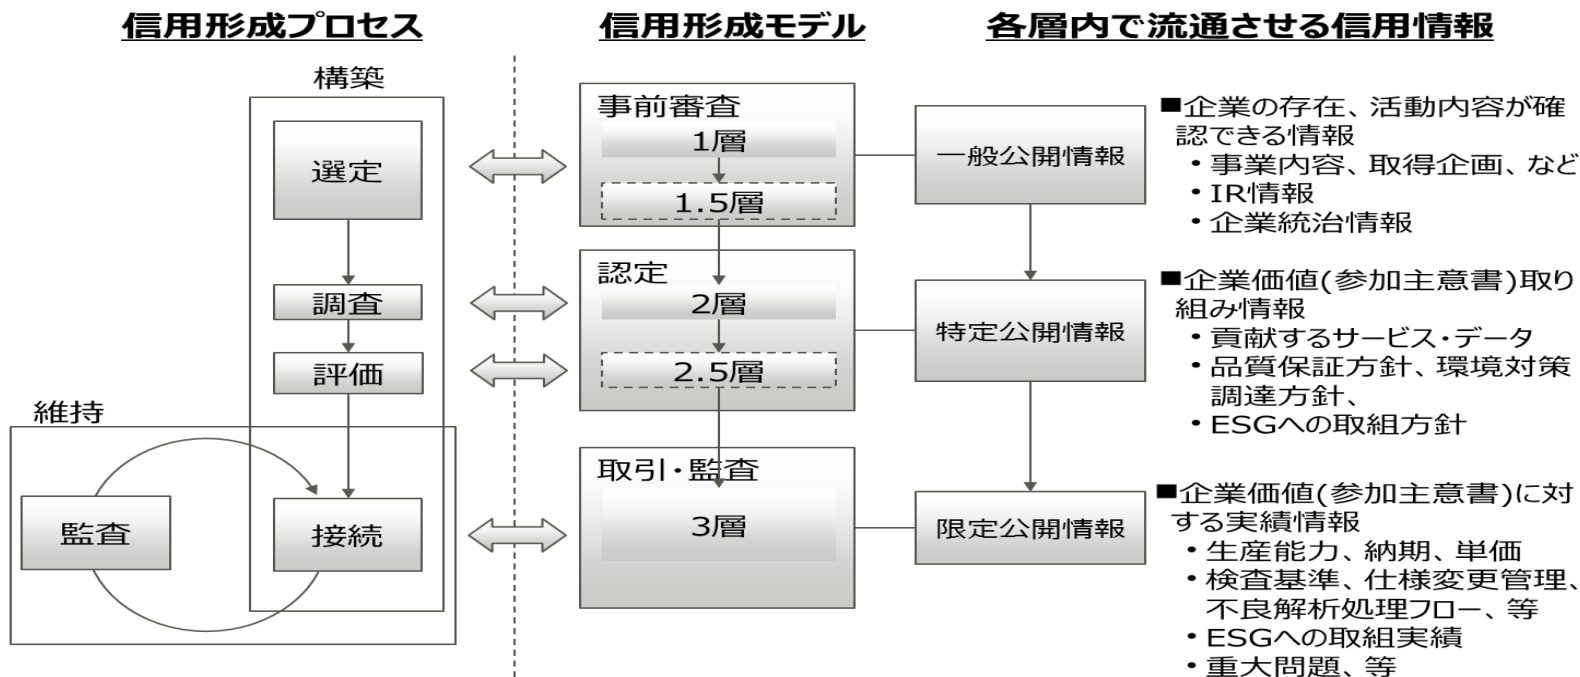 信用形成プロセス
信用形成モデル
各層内で流通させる信用情報
構築
選定
調査
評価
維持
監査
接続
事前審査
1層
1.5層
認定
2層
2.5層
取引・監査
3層
一般公開情報
特定公開情報
限定公開情報
■企業の存在、活動内容が確
認できる情報
・事業内容、取得企画、など
・IR情報
・企業統治情報
■企業価値(参加主意書)取り
組み情報
・貢献するサービス・データ
・品質保証方針、環境対策
調達方針、
・ESGへの取組方針
■企業価値(参加主意書)に対
する実績情報
・生産能力、納期、単価
・検査基準、仕様変更管理、
不良解析処理フロー、等
・ESGへの取組実績
・重大問題、等